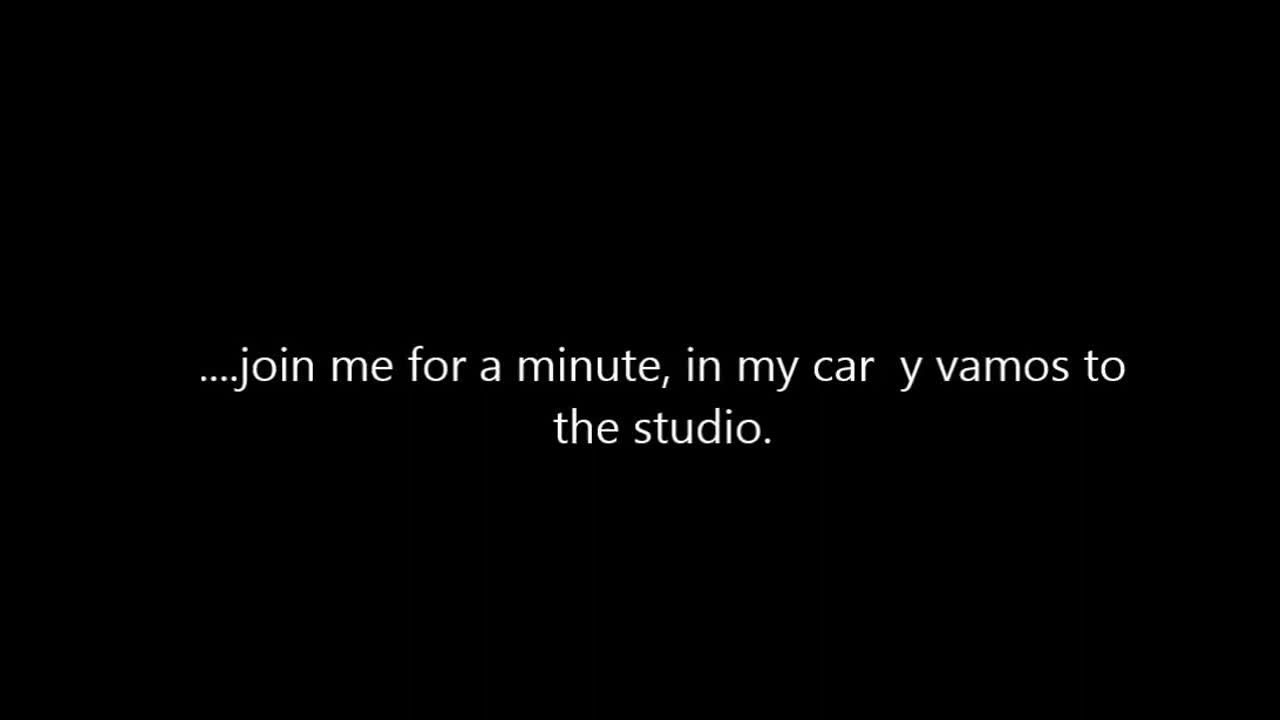 ....join me for a minute, in my car  y vamos to
the studio.